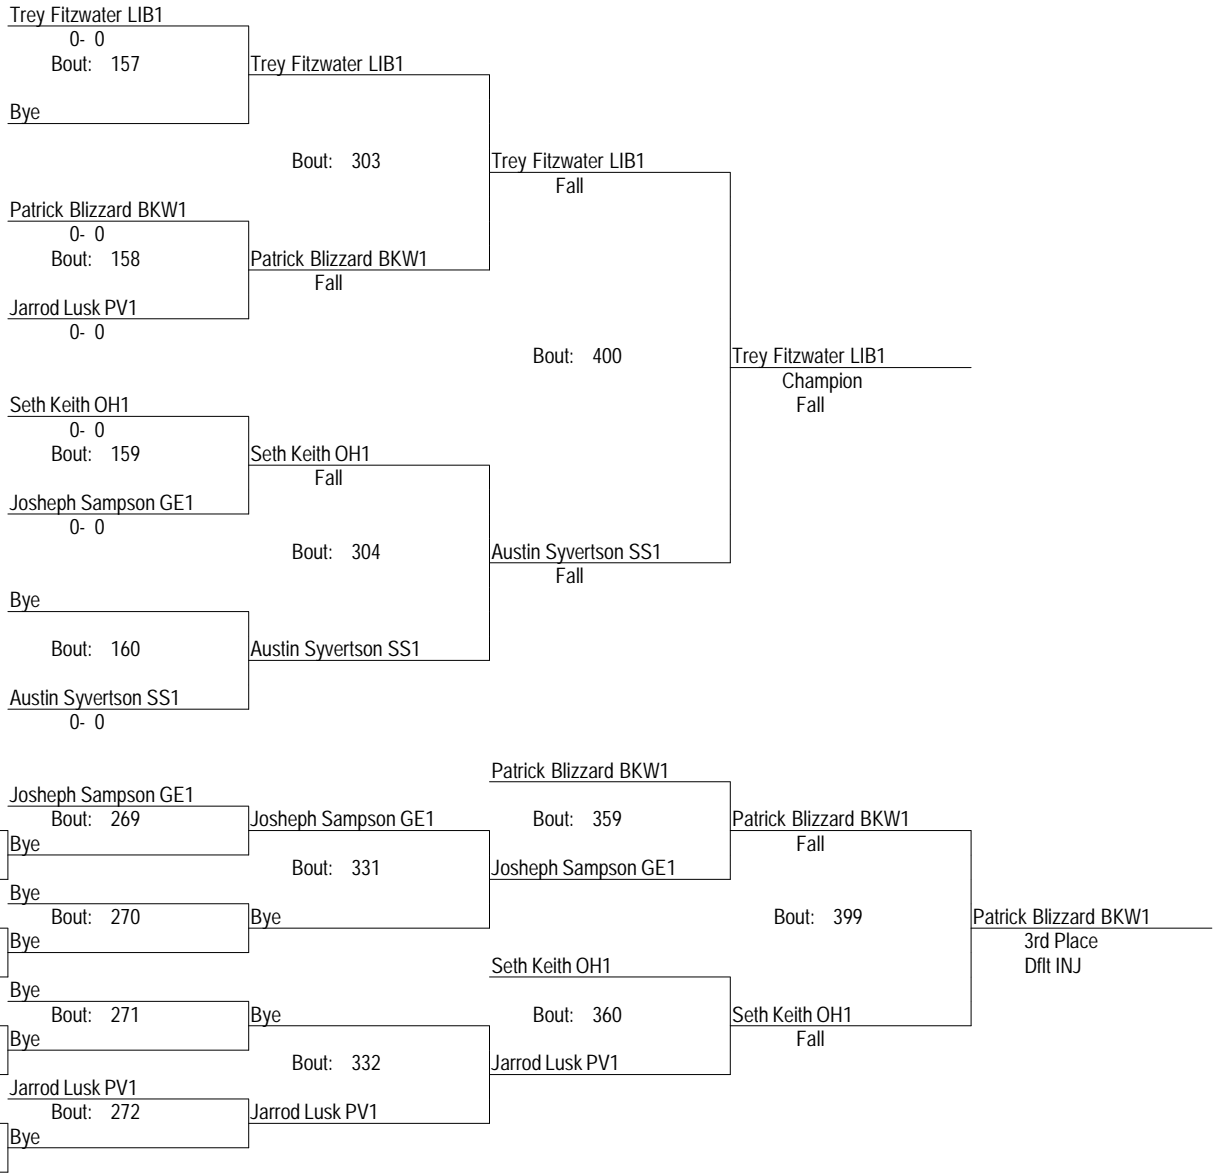 Trey Fitzwater LIB1
0- 0
Bout: 157
Trey Fitzwater LIB1
Bye
Bout: 303
Trey Fitzwater LIB1
Fall
Patrick Blizzard BKW1
0- 0
Bout: 158
Patrick Blizzard BKW1
Fall
Jarrod Lusk PV1
0- 0
Bout: 400
Trey Fitzwater LIB1
Champion
Fall
Seth Keith OH1
0- 0
Bout: 159
Seth Keith OH1
Fall
Josheph Sampson GE1
0- 0
Bout: 304
Austin Syvertson SS1
Fall
Bye
Bout: 160
Austin Syvertson SS1
Austin Syvertson SS1
0- 0
Patrick Blizzard BKW1
Josheph Sampson GE1
Bout: 269
Josheph Sampson GE1
Bout: 359
Patrick Blizzard BKW1
Fall
Bye
Bout: 331
Josheph Sampson GE1
Bye
Bout: 270
Bye
Bout: 399
Patrick Blizzard BKW1
3rd Place
Dflt INJ
Bye
Seth Keith OH1
Bye
Bout: 271
Bye
Bout: 360
Seth Keith OH1
Fall
Bye
Bout: 332
Jarrod Lusk PV1
Jarrod Lusk PV1
Bout: 272
Jarrod Lusk PV1
Bye